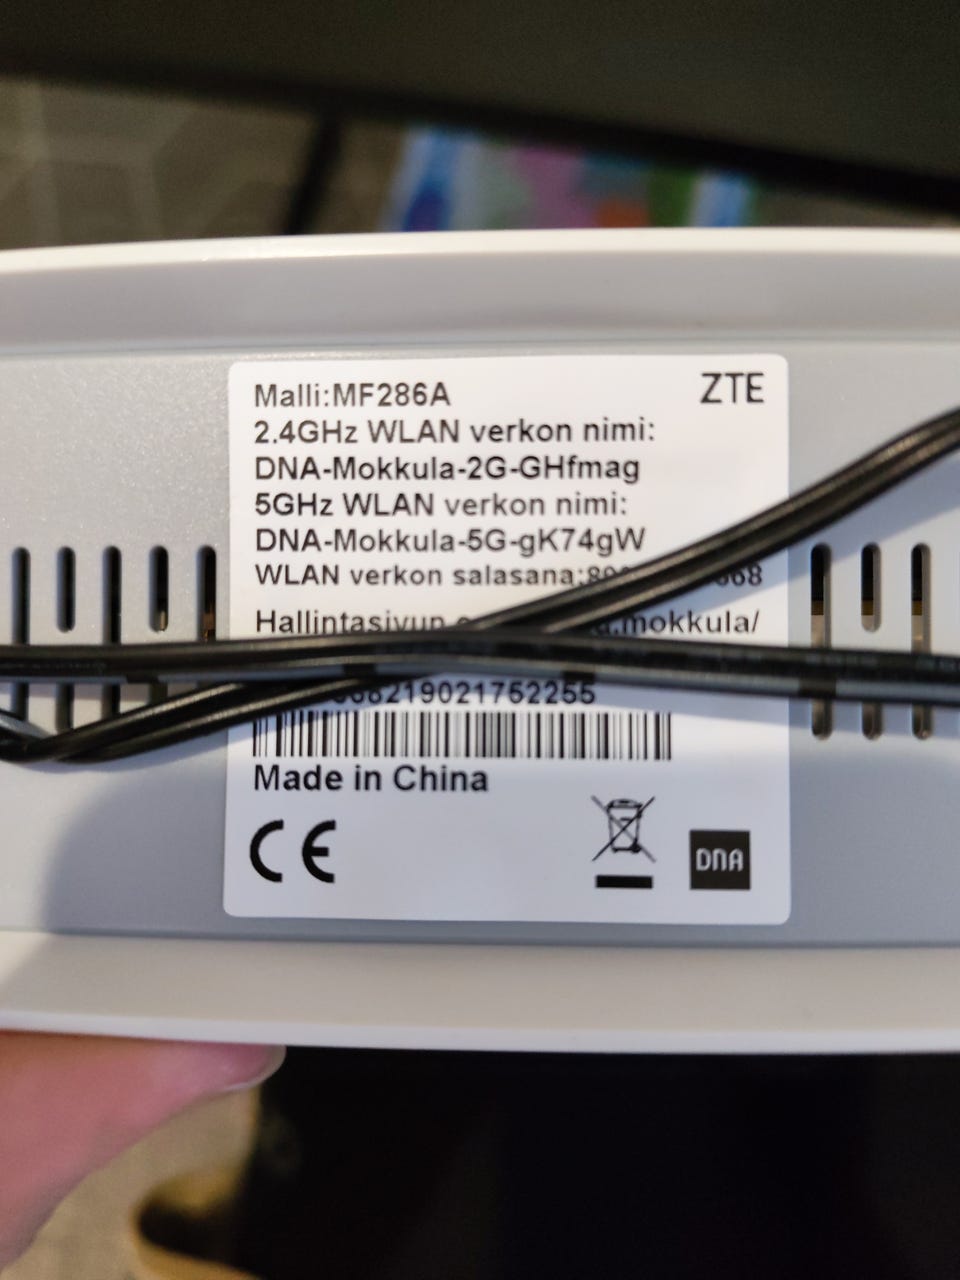 Malli:MF286A
ZTE
2.4GHz WLAN verkon nimi:
DNA-Mokkula-2G-GHfmag
5GHz WLAN verkon nimi:
DNA-Mokkula-5G-gK74gW
WLAN verkon salasana:
Hallintasivun
Made in China
CE
DNA